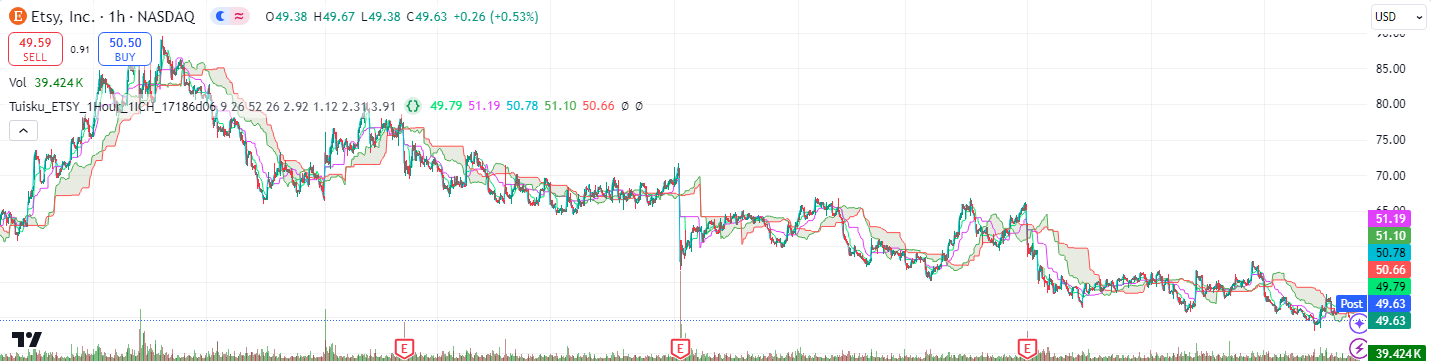 Etsy, Inc. · 1h · NASDAQ O49.38 H49.67 L49.38 C49.63 +0.26 (+0.53%)
USD
49.59 SELL 0.91 50.50 BUY
Vol 39.424 K
Tuisku_ETSY_1Hour_1ICH_17186d06 9 26 52 26 2.92 1.12 2.31 3.91 {} 49.79 51.19 50.78 51.10 50.66 Ø Ø
90.00
85.00
80.00
75.00
70.00
65.00
51.19
51.10
50.78
50.66
49.79
Post 49.63
49.63
E E E
39.424 K